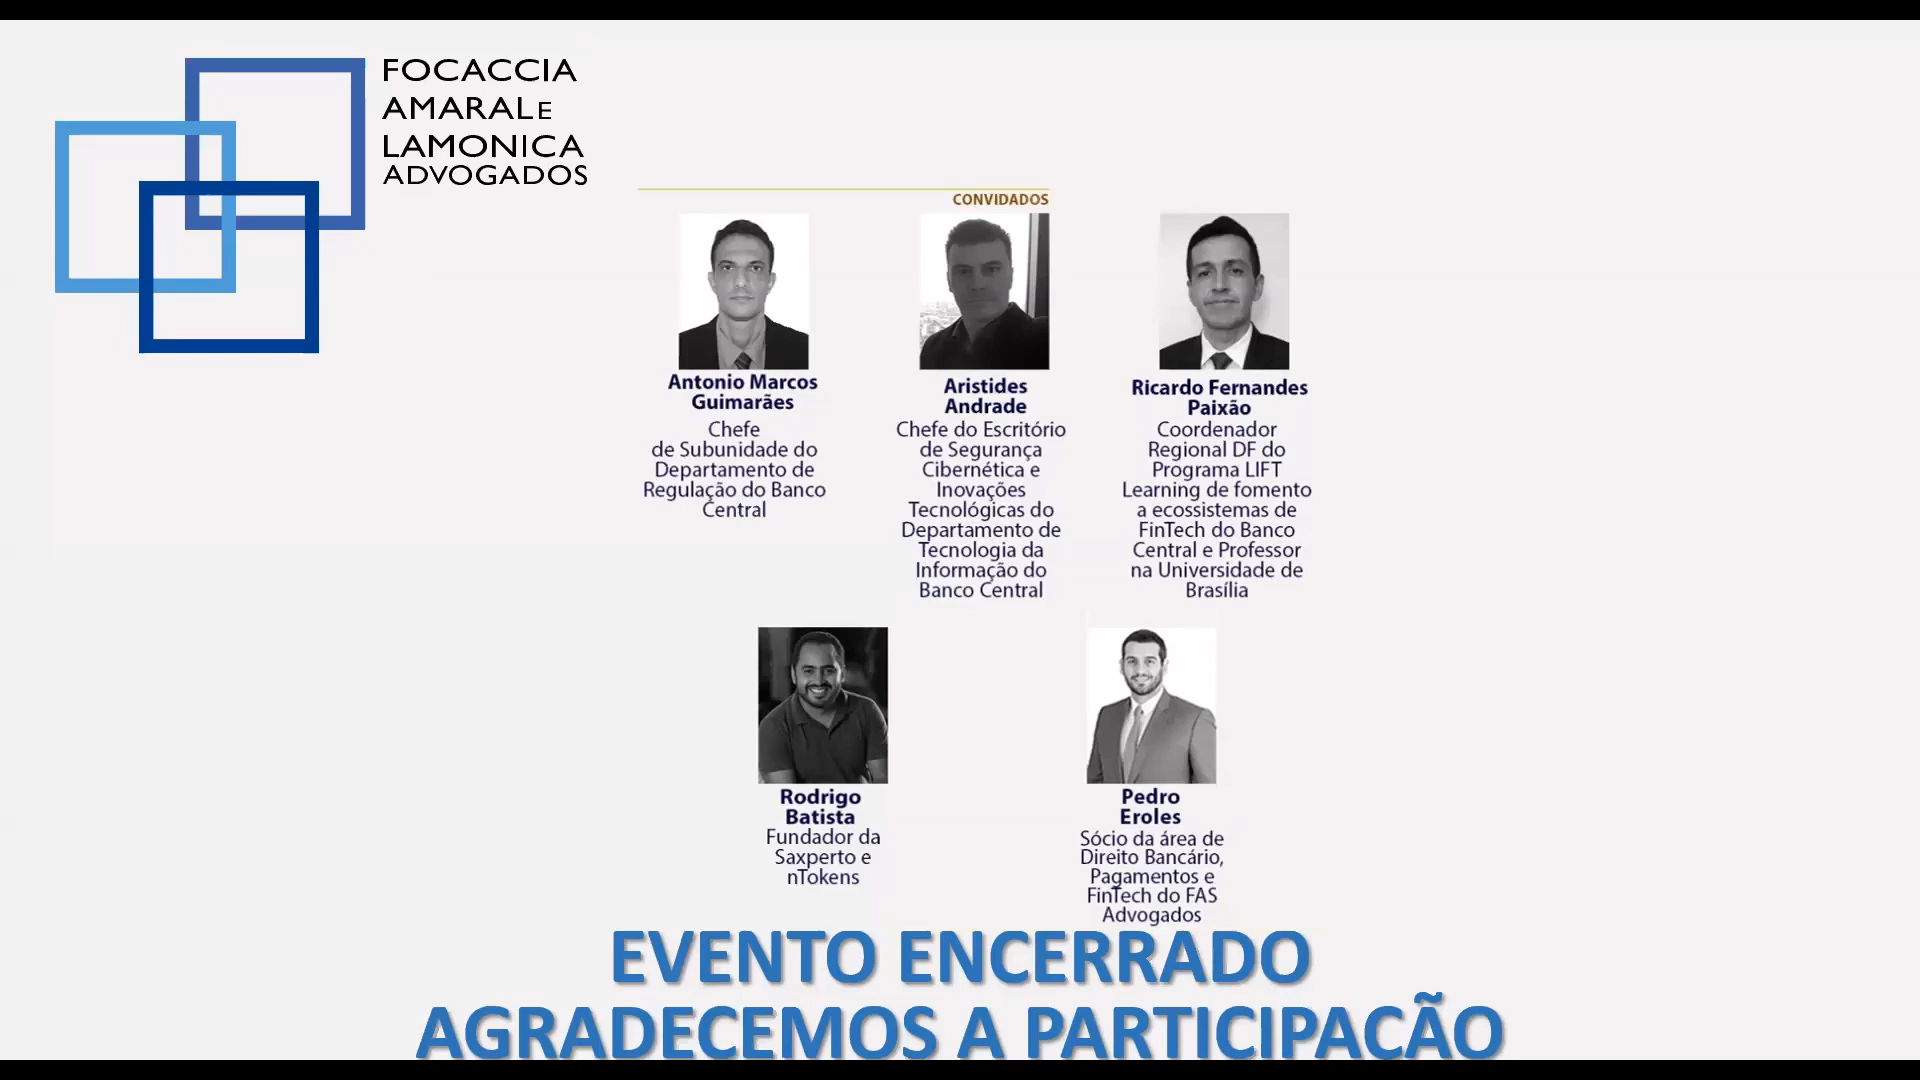 FOCACCIA
AMARAL E
LAMONICA
ADVOGADOS
CONVIDADOS
Antonio Marcos
Guimarães
Chefe
de Subunidade do
Departamento de
Regulação do Banco
Central
Aristides
Andrade
Chefe do Escritório
de Segurança
Cibernética e
Inovações
Tecnológicas do
Departamento de
Tecnologia da
Informação do
Banco Central
Ricardo Fernandes
Paixão
Coordenador
Regional DF do
Programa LIFT
Learning de fomento
a ecossistemas de
FinTech do Banco
Central e Professor
na Universidade de
Brasília
Rodrigo
Batista
Fundador da
Saxperto e
nTokens
Pedro
Eroles
Sócio da área de
Direito Bancário,
Pagamentos e
FinTech do FAS
Advogados
EVENTO ENCERRADO
AGRADECEMOS A PARTICIPAÇÃO